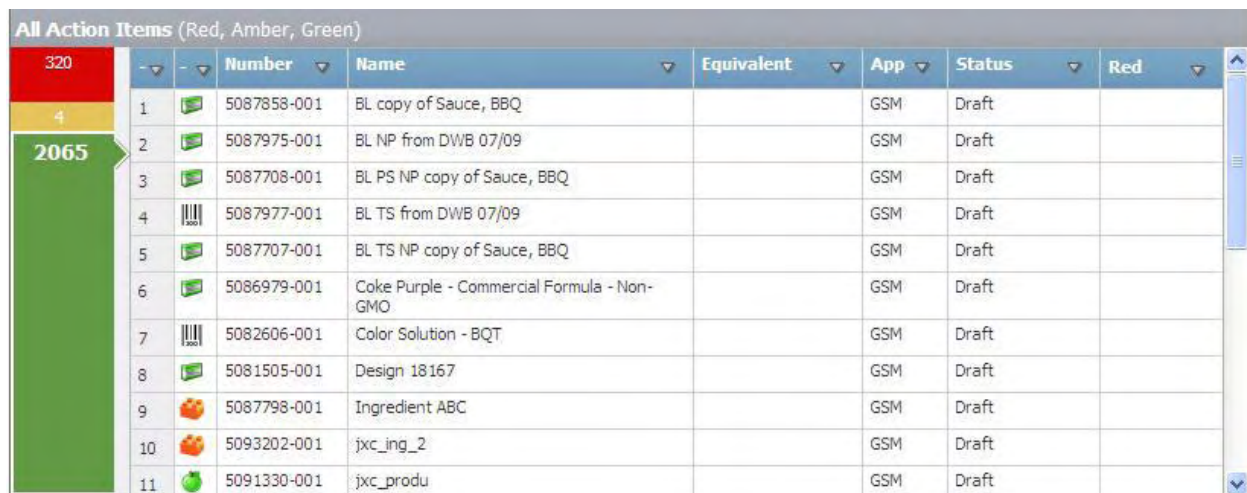 All Action Items (Red, Amber, Green)
320
4
2065
- - Number Name Equivalent App Status Red
1 5087858-001 BL copy of Sauce, BBQ GSM Draft
2 5087975-001 BL NP from DWB 07/09 GSM Draft
3 5087708-001 BL PS NP copy of Sauce, BBQ GSM Draft
4 5087977-001 BL TS from DWB 07/09 GSM Draft
5 5087707-001 BL TS NP copy of Sauce, BBQ GSM Draft
6 5086979-001 Coke Purple - Commercial Formula - Non- GSM Draft
GMO
7 5082606-001 Color Solution - BQT GSM Draft
8 5081505-001 Design 18167 GSM Draft
9 5087798-001 Ingredient ABC GSM Draft
10 5093202-001 jxc_ing_2 GSM Draft
11 5091330-001 jxc_produ GSM Draft